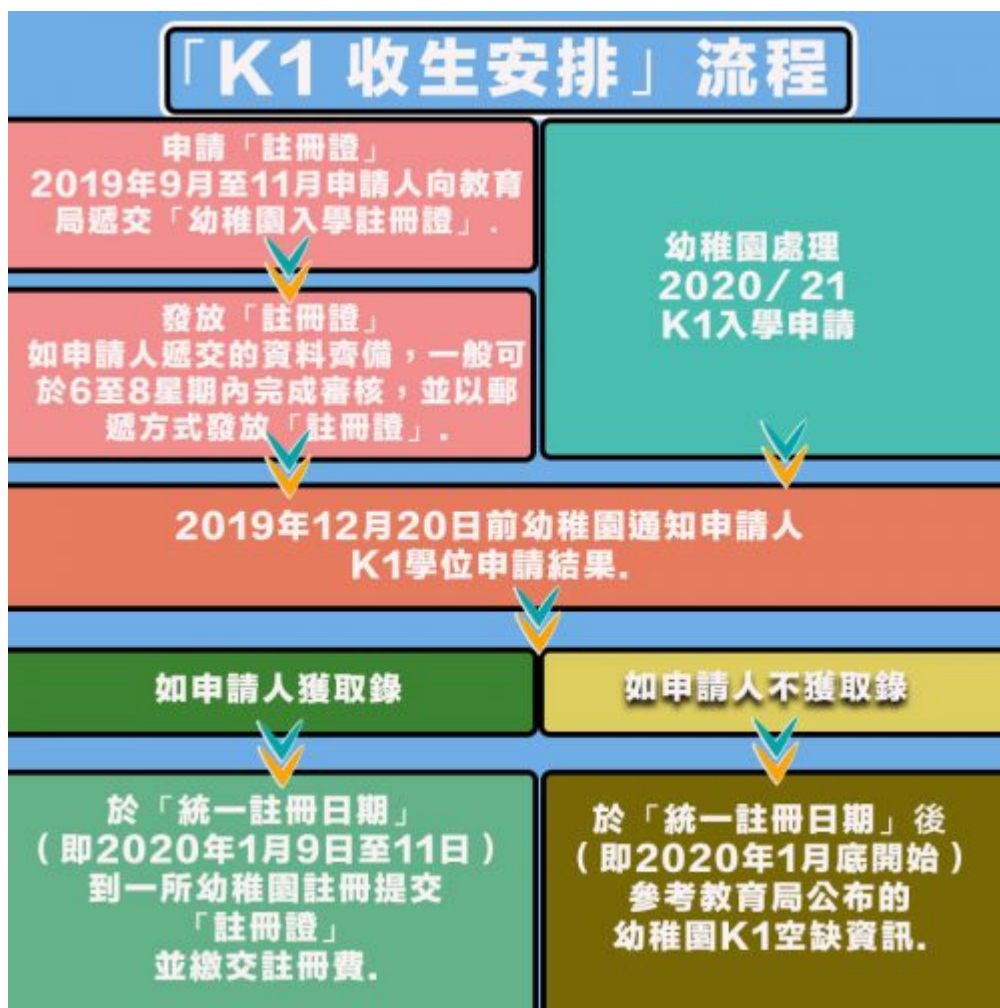 「K1 收生安排」流程
申請「註冊證」
2019年9月至11月申請人向教育
局遞交「幼稚園入學註冊證」.
發放「註冊證」
如申請人遞交的資料齊備，一般可
於6至8星期內完成審核，並以郵
遞方式發放「註冊證」.
幼稚園處理
2020/21
K1入學申請
2019年12月20日前幼稚園通知申請人
K1學位申請結果.
如申請人獲取錄
如申請人不獲取錄
於「統一註冊日期」
（即2020年1月9日至11日）
到一所幼稚園註冊提交
「註冊證」
並繳交註冊費.
於「統一註冊日期」後
（即2020年1月底開始）
參考教育局公布的
幼稚園K1空缺資訊.